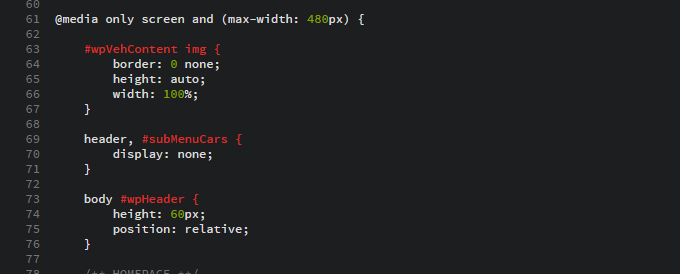 60
61 @media only screen and (max-width: 480px) {
62
63 #wpVehContent img {
64 border: 0 none;
65 height: auto;
66 width: 100%;
67 }
68
69 header, #subMenuCars {
70 display: none;
71 }
72
73 body #wpHeader {
74 height: 60px;
75 position: relative;
76 }
77
78 /** HOMEPAGE **/